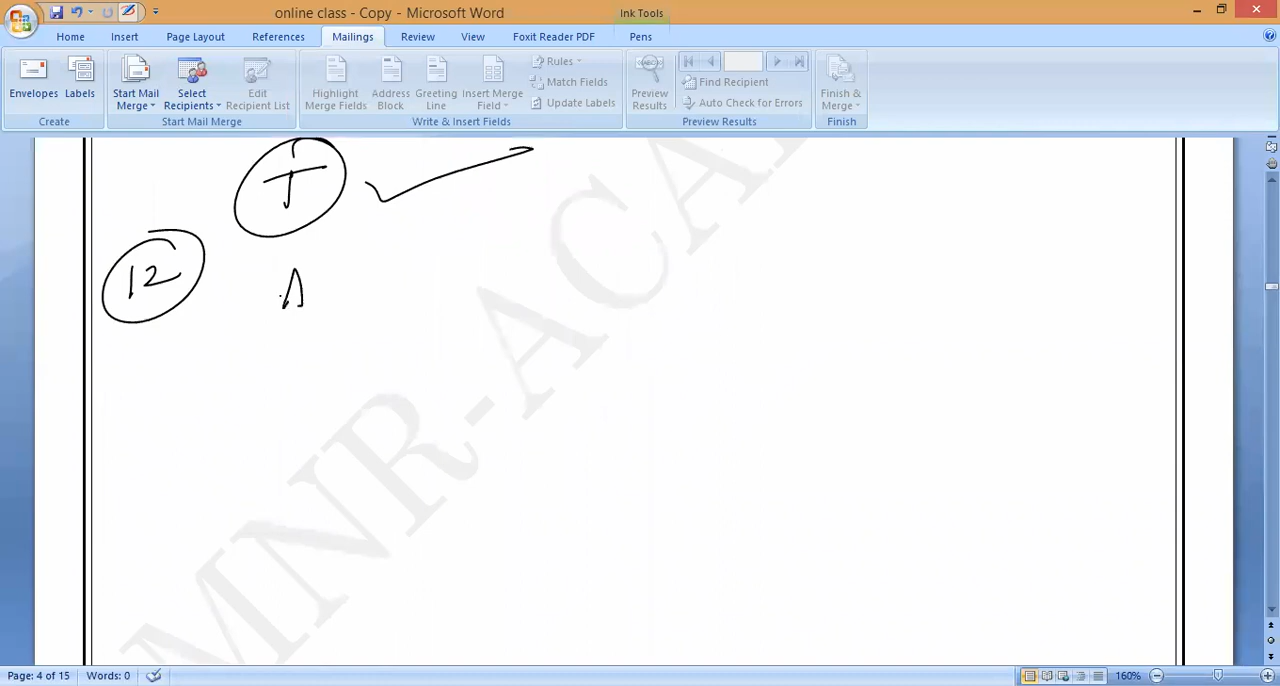 online class - Copy - Microsoft Word
Ink Tools
Home Insert Page Layout References Mailings Review View Foxit Reader PDF Pens
Envelopes Labels
Create
Start Mail Merge Select Recipients Edit Recipient List
Start Mail Merge
Highlight Merge Fields Address Block Greeting Line Insert Merge Field Rules Match Fields Update Labels
Write & Insert Fields
Preview Results Find Recipient Auto Check for Errors
Preview Results
Finish & Merge
Finish
12
A
MNR-ACA
Page: 4 of 15 Words: 0 160%